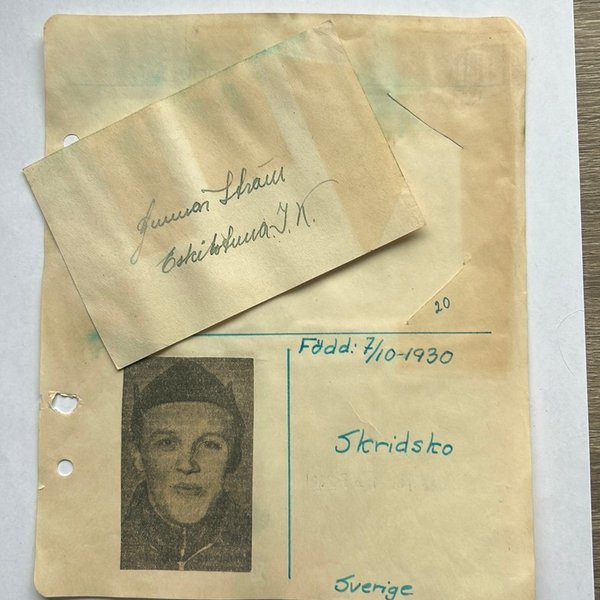 Gunnar Ström
Eskilstuna I.K.
20
Född: 7/10-1930
Skridsko
Sverige